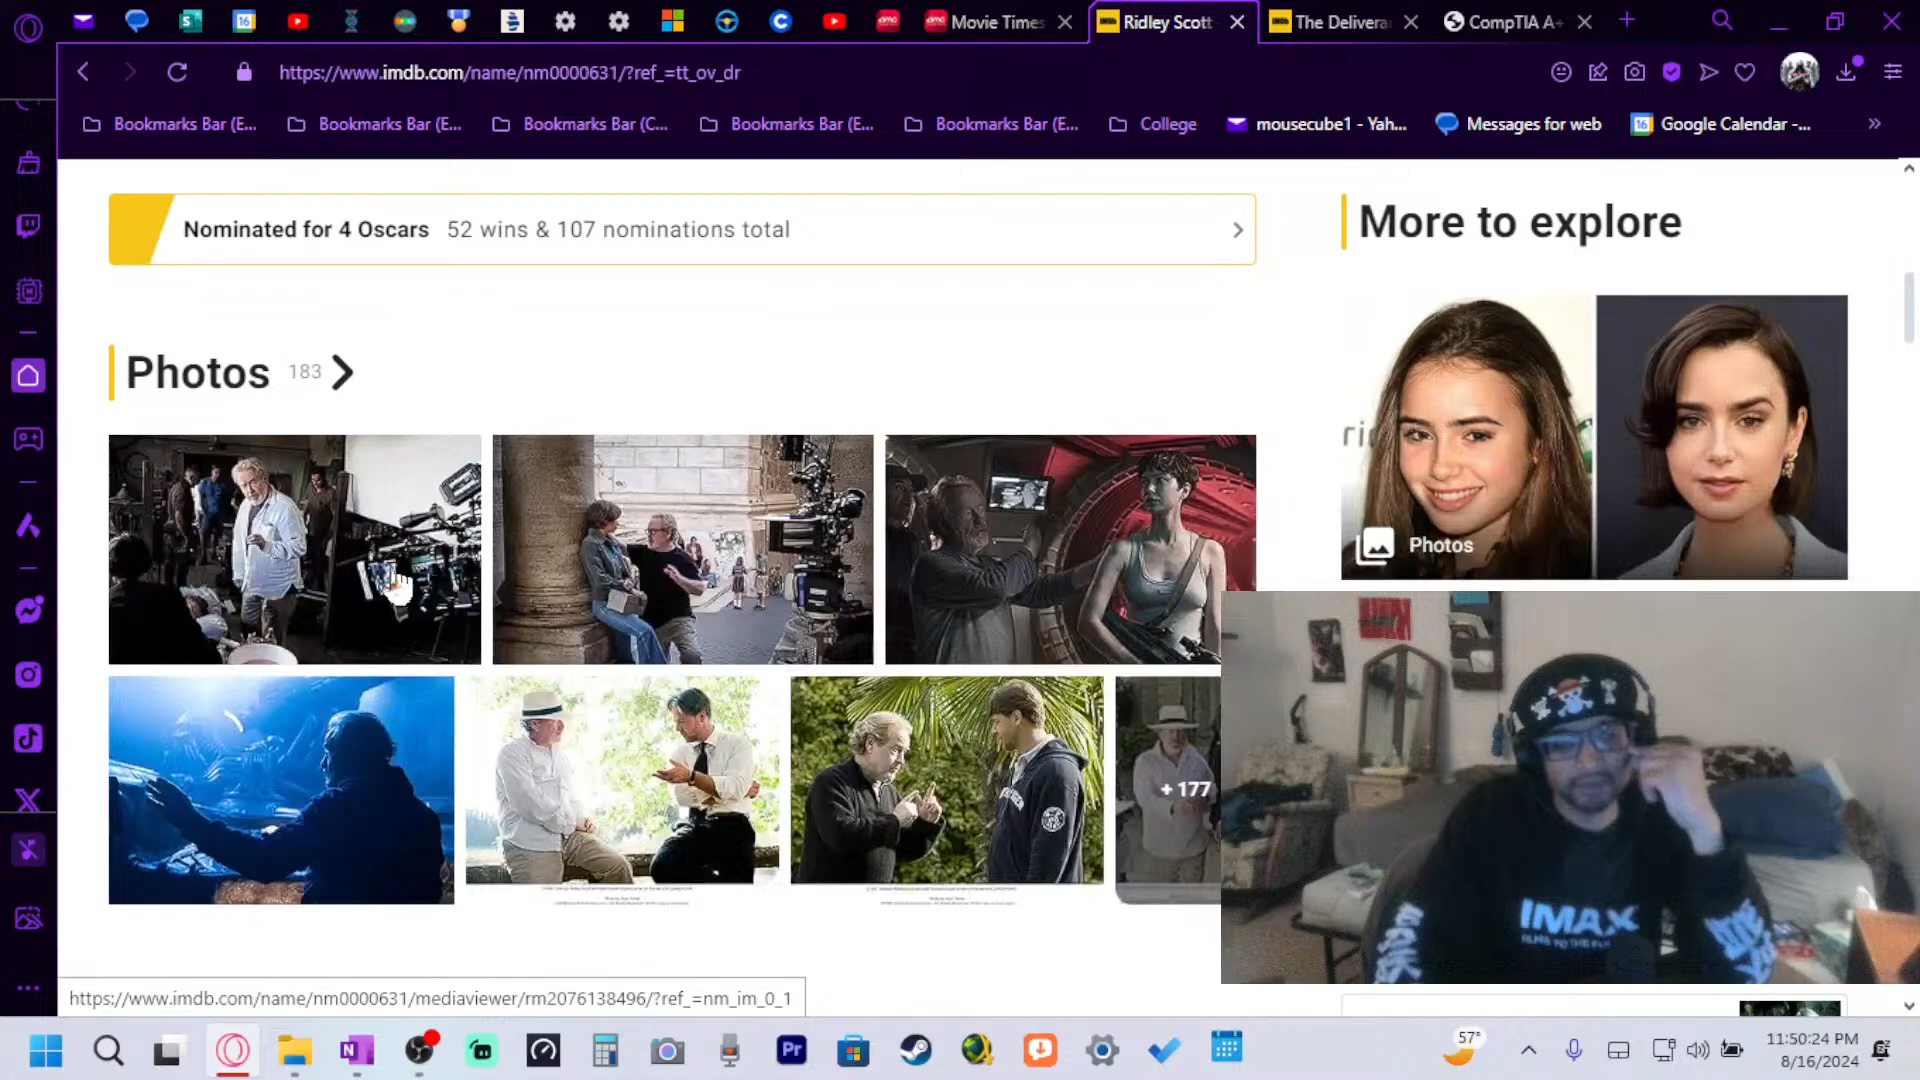 Movie Times
Ridley Scott
The Delivera
CompTIA A+
https://www.imdb.com/name/nm0000631/?ref_=tt_ov_dr
Bookmarks Bar (E...
Bookmarks Bar (E...
Bookmarks Bar (C...
Bookmarks Bar (E...
Bookmarks Bar (E...
College
mousecube1 - Yah...
Messages for web
Google Calendar -...
Nominated for 4 Oscars 52 wins & 107 nominations total
More to explore
Photos 183
Photos
+ 177
IMAX
https://www.imdb.com/name/nm0000631/mediaviewer/rm2076138496/?ref_=nm_im_0_1
57°
11:50:24 PM
8/16/2024